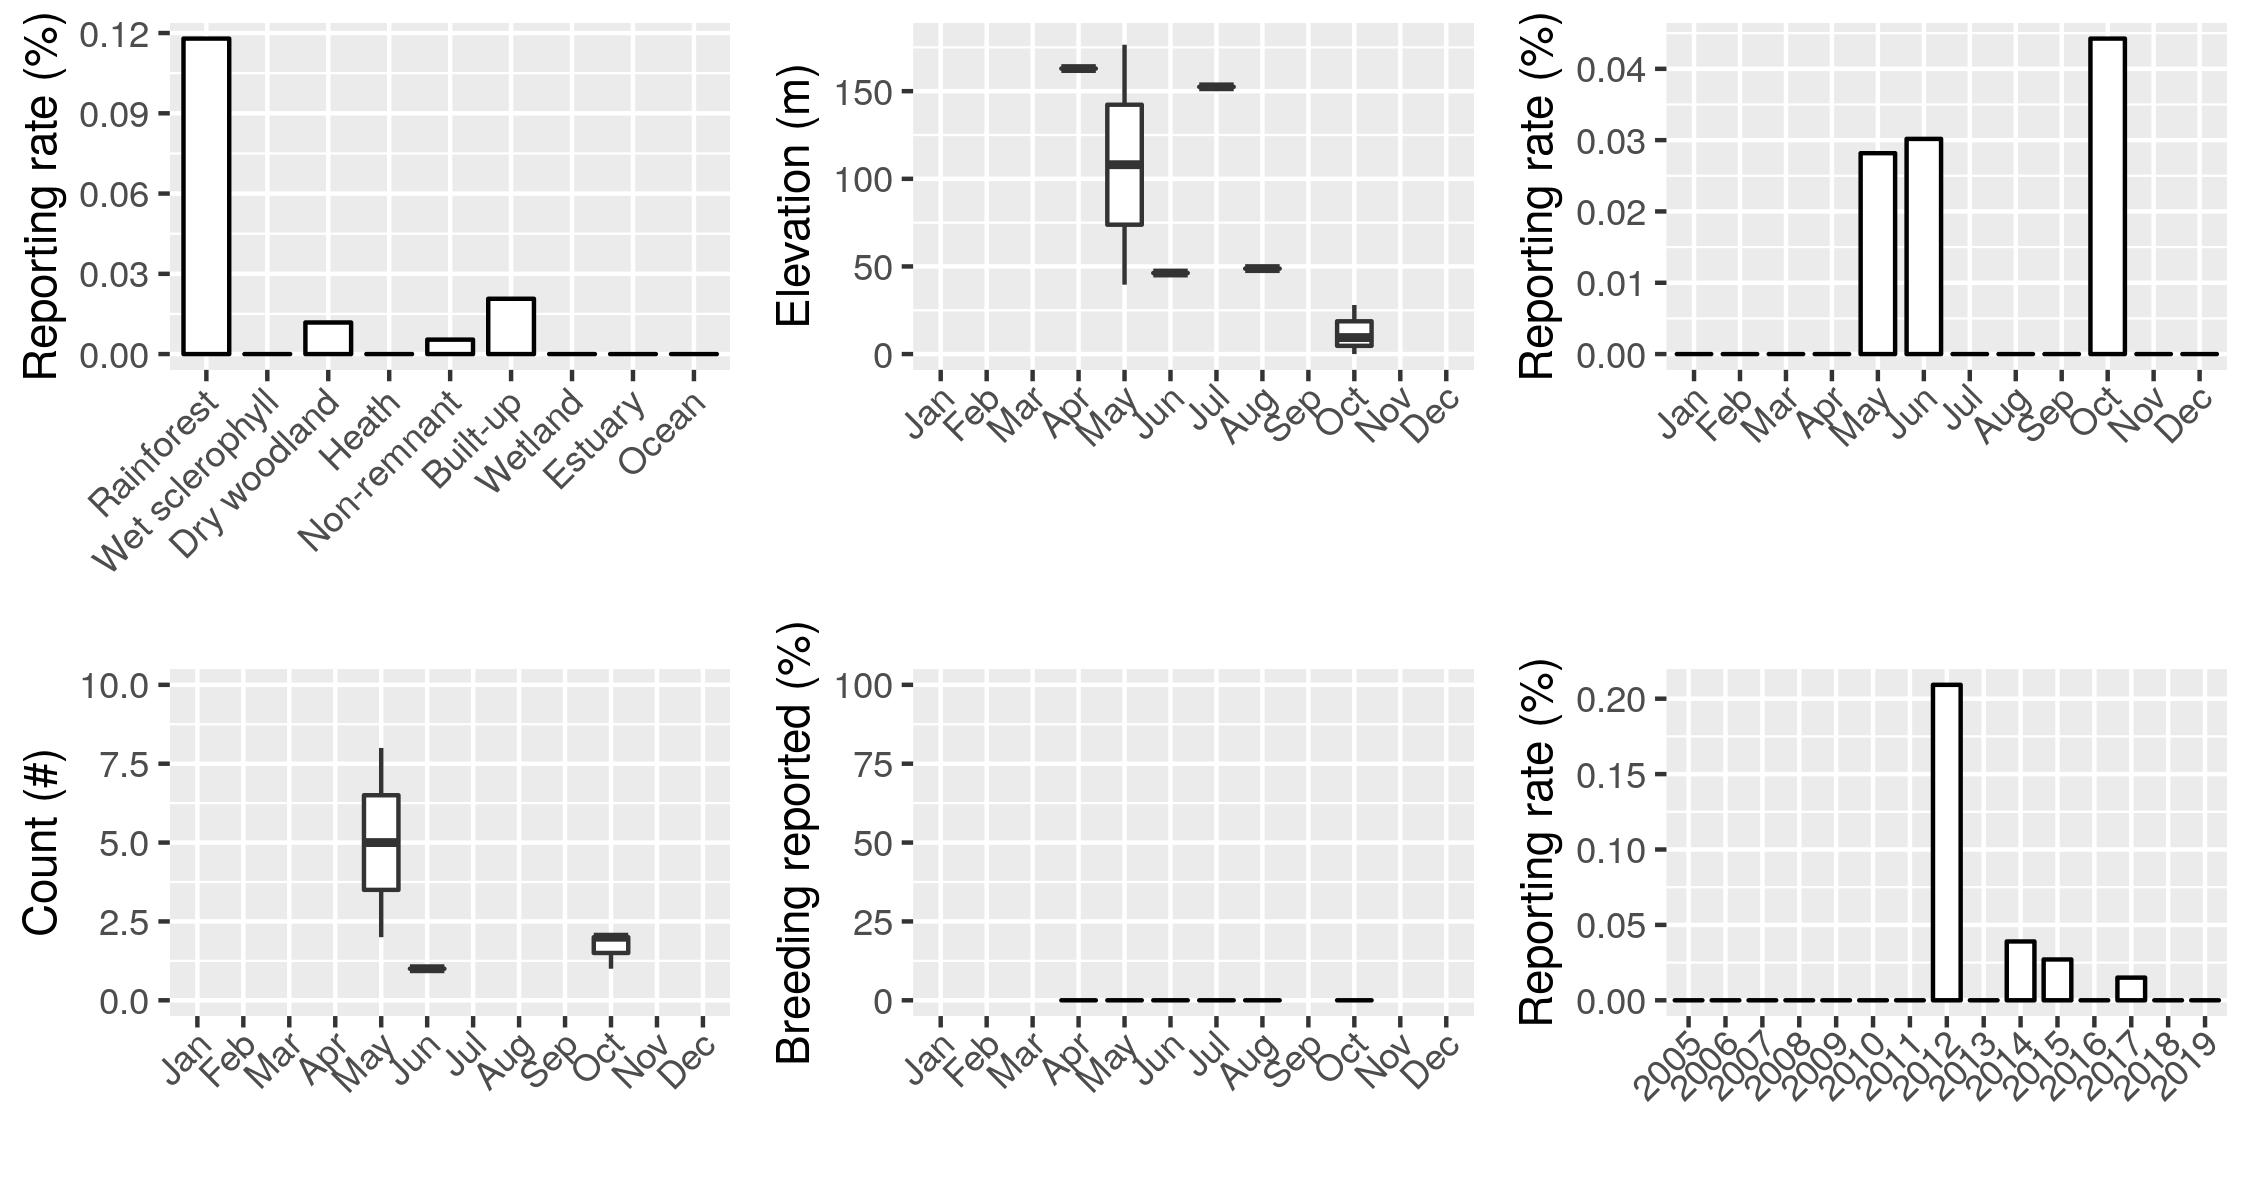 Reporting rate (%)
0.12
0.09
0.06
0.03
0.00
Rainforest
Wet sclerophyll
Dry woodland
Heath
Non-remnant
Built-up
Wetland
Estuary
Ocean
Elevation (m)
150
100
50
0
Jan Feb Mar Apr May Jun Jul Aug Sep Oct Nov Dec
Reporting rate (%)
0.04
0.03
0.02
0.01
0.00
Jan Feb Mar Apr May Jun Jul Aug Sep Oct Nov Dec
Count (#)
10.0
7.5
5.0
2.5
0.0
Jan Feb Mar Apr May Jun Jul Aug Sep Oct Nov Dec
Breeding reported (%)
100
75
50
25
0
Jan Feb Mar Apr May Jun Jul Aug Sep Oct Nov Dec
Reporting rate (%)
0.20
0.15
0.10
0.05
0.00
2005 2006 2007 2008 2009 2010 2011 2012 2013 2014 2015 2016 2017 2018 2019